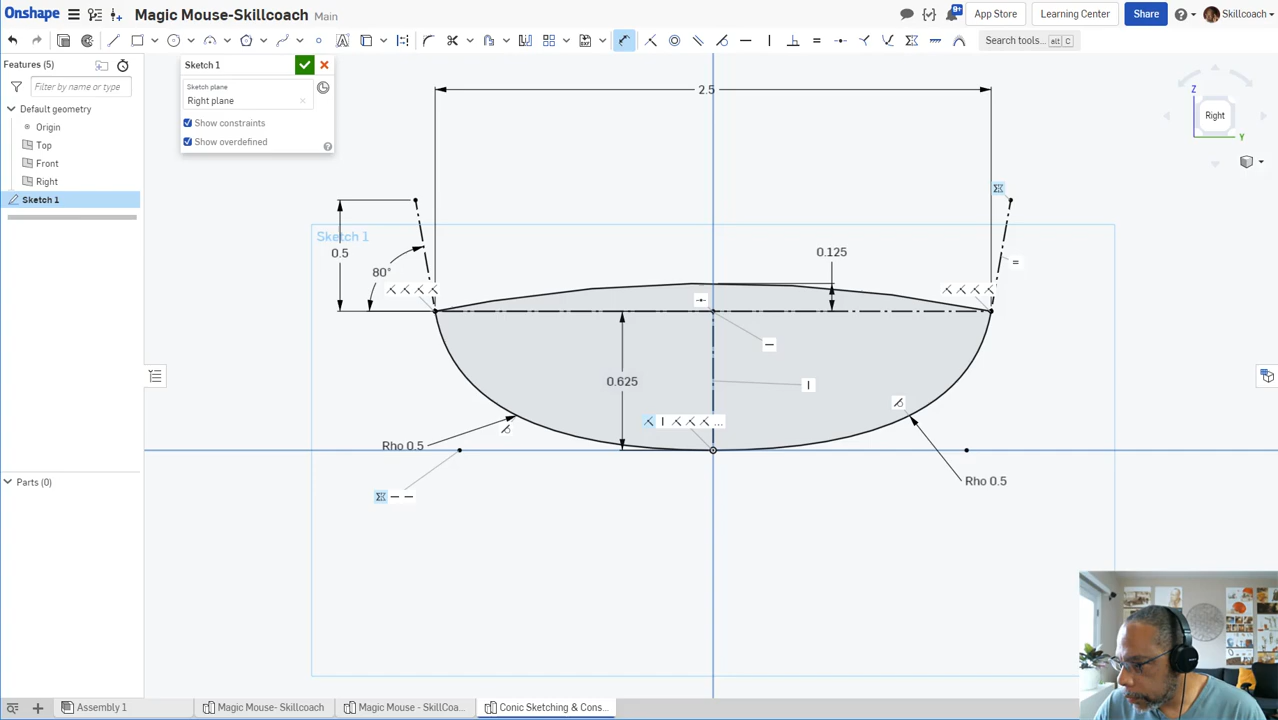 Onshape
Magic Mouse-Skillcoach Main
9+
App Store
Learning Center
Share
Skillcoach
Search tools... alt C
Features (5)
Filter by name or type
Default geometry
Origin
Top
Front
Right
Sketch 1
Parts (0)
Sketch 1
Sketch plane
Right plane
Show constraints
Show overdefined
2.5
Z
Right
Y
Sketch 1
0.5
80°
0.125
0.625
Rho 0.5
Rho 0.5
Assembly 1
Magic Mouse- Skillcoach
Magic Mouse - SkillCoa...
Conic Sketching & Cons...